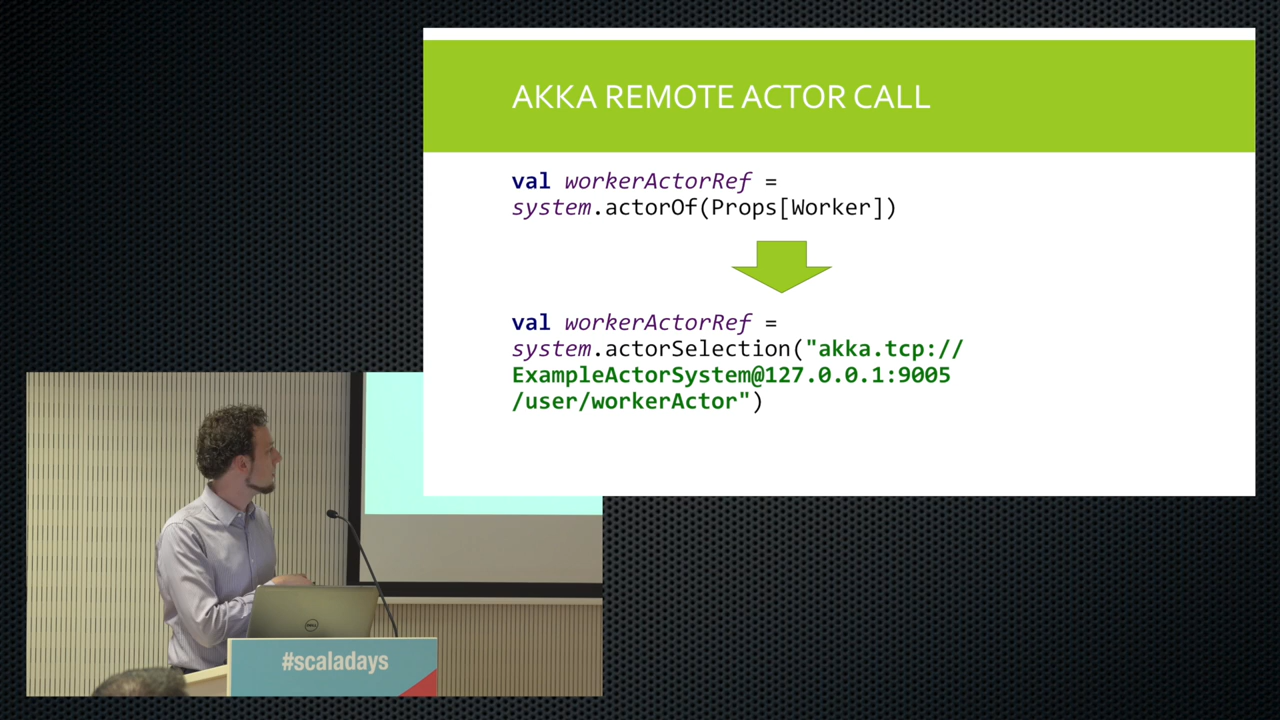 AKKA REMOTE ACTOR CALL
val workerActorRef =
system.actorOf(Props[Worker])
val workerActorRef =
system.actorSelection("akka.tcp://
ExampleActorSystem@127.0.0.1:9005
/user/workerActor")
DELL
#scaladays